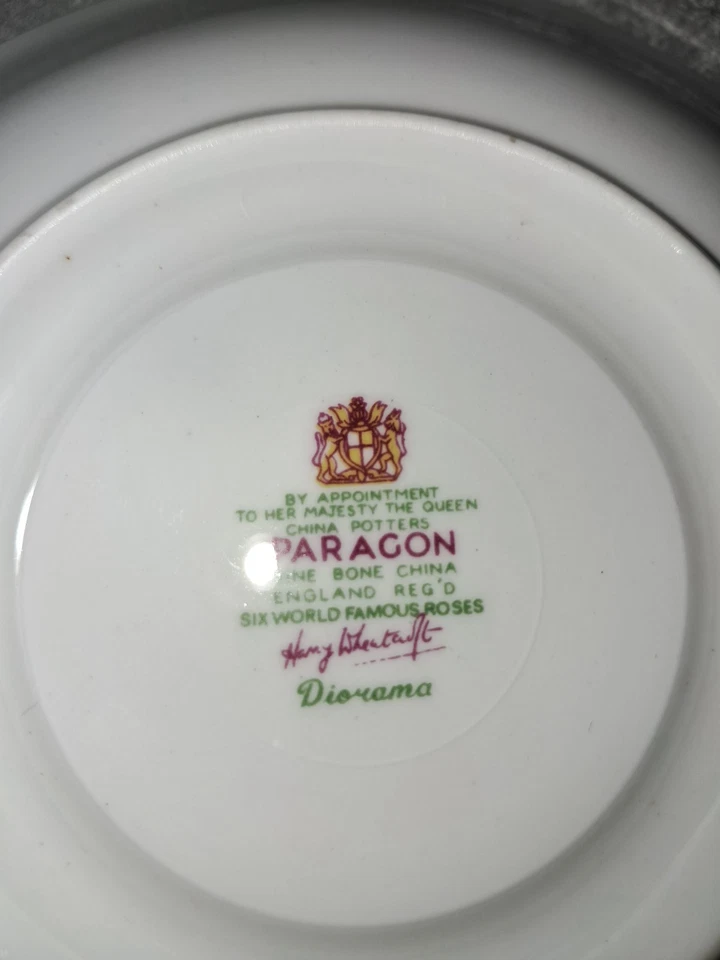 BY APPOINTMENT
TO HER MAJESTY THE QUEEN
CHINA POTTERS
PARAGON
FINE BONE CHINA
ENGLAND REG'D
SIX WORLD FAMOUS ROSES
Harry Wheatcroft
Diorama